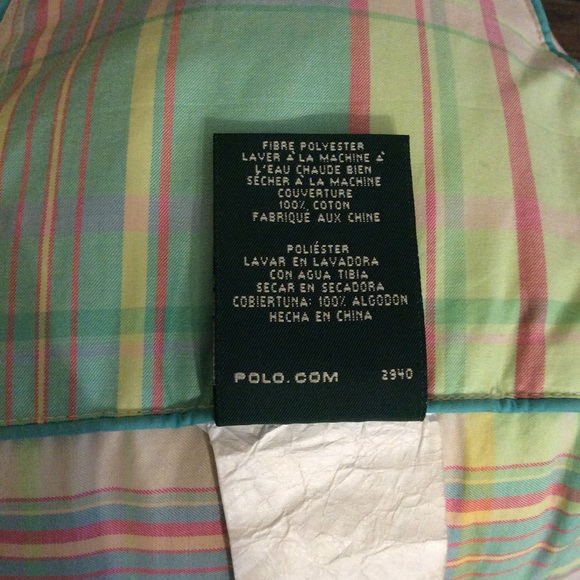 FIBRE POLYESTER
LAVER À LA MACHINE À
L'EAU CHAUDE BIEN
SÉCHER À LA MACHINE
COUVERTURE
100% COTON
FABRIQUE AUX CHINE
POLIÉSTER
LAVAR EN LAVADORA
CON AGUA TIBIA
SECAR EN SECADORA
COBIERTUNA: 100% ALGODON
HECHA EN CHINA
POLO.COM 2940